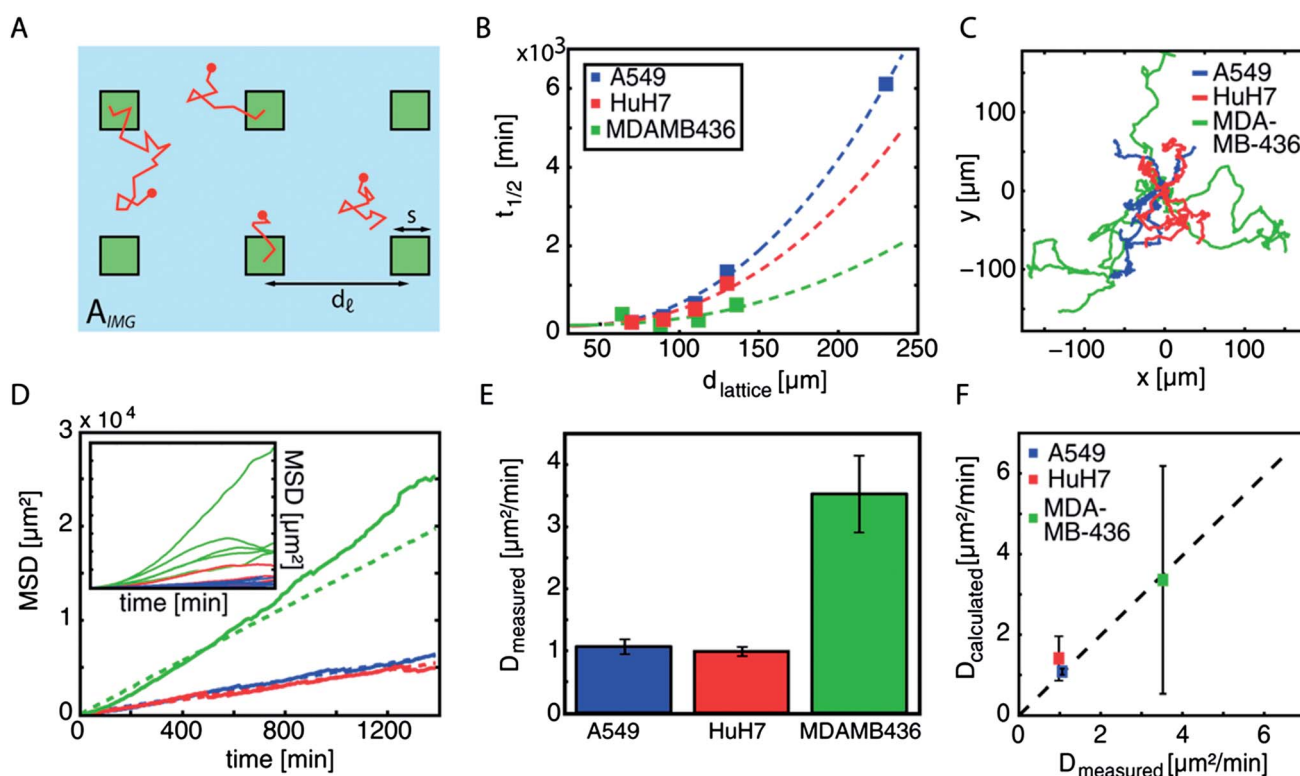 A
s
dℓ
A_IMG
B
x10³
6
4
2
0
t1/2 [min]
A549
HuH7
MDAMB436
50
100
150
200
250
d lattice [µm]
C
A549
HuH7
MDA-
MB-436
100
0
−100
y [µm]
−100
0
100
x [µm]
D
3 x 10⁴
2
1
0
MSD [µm²]
MSD [µm²]
time [min]
0
400
800
1200
time [min]
E
4
3
2
1
0
Dmeasured [µm²/min]
A549
HuH7
MDAMB436
F
A549
HuH7
MDA-
MB-436
6
4
2
0
Dcalculated[µm²/min]
0
2
4
6
Dmeasured [µm²/min]